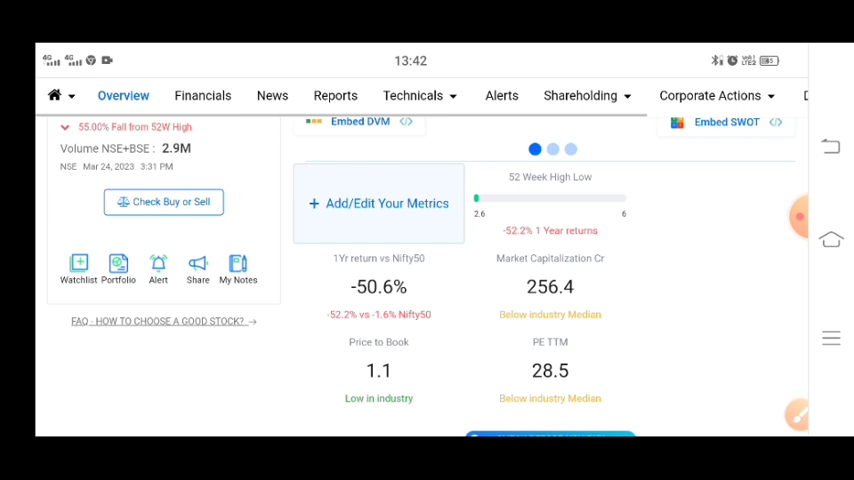 4G 4G 13:42
Overview Financials News Reports Technicals Alerts Shareholding Corporate Actions
55.00% Fall from 52W High
Volume NSE+BSE : 2.9M
NSE Mar 24, 2023 3:31 PM
Check Buy or Sell
Watchlist Portfolio Alert Share My Notes
FAQ - HOW TO CHOOSE A GOOD STOCK?
Embed DVM
Embed SWOT
+ Add/Edit Your Metrics
52 Week High Low
2.6 6
-52.2% 1 Year returns
1Yr return vs Nifty50
-50.6%
-52.2% vs -1.6% Nifty50
Market Capitalization Cr
256.4
Below industry Median
Price to Book
1.1
Low in industry
PE TTM
28.5
Below industry Median